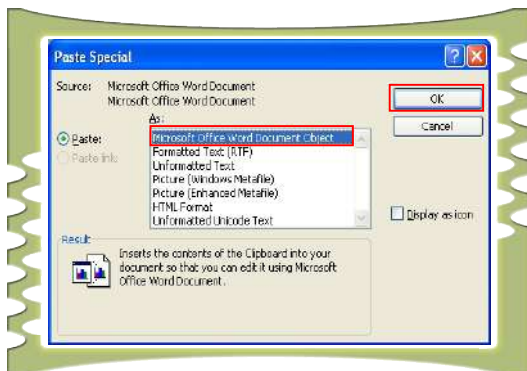 Paste Special
Source: Microsoft Office Word Document
Microsoft Office Word Document
As:
Paste:
Paste link:
Microsoft Office Word Document Object
Formatted Text (RTF)
Unformatted Text
Picture (Windows Metafile)
Picture (Enhanced Metafile)
HTML Format
Unformatted Unicode Text
OK
Cancel
Display as icon
Result
Inserts the contents of the Clipboard into your
document so that you can edit it using Microsoft
Office Word Document.